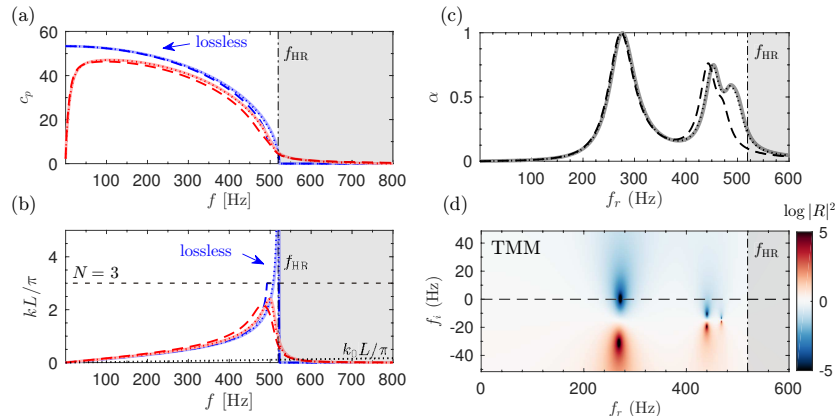 (a)
60
40
20
0
c_p
lossless
f_HR
100 200 300 400 500 600 700 800
f [Hz]
(b)
4
2
0
kL/π
lossless
f_HR
N = 3
k_0L/π
100 200 300 400 500 600 700 800
f [Hz]
(c)
1
0.5
0
α
f_HR
0 200 400 600
f_r (Hz)
(d)
TMM
log |R|²
f_HR
40
20
0
-20
-40
f_i (Hz)
0 200 400 600
f_r (Hz)
5
0
-5